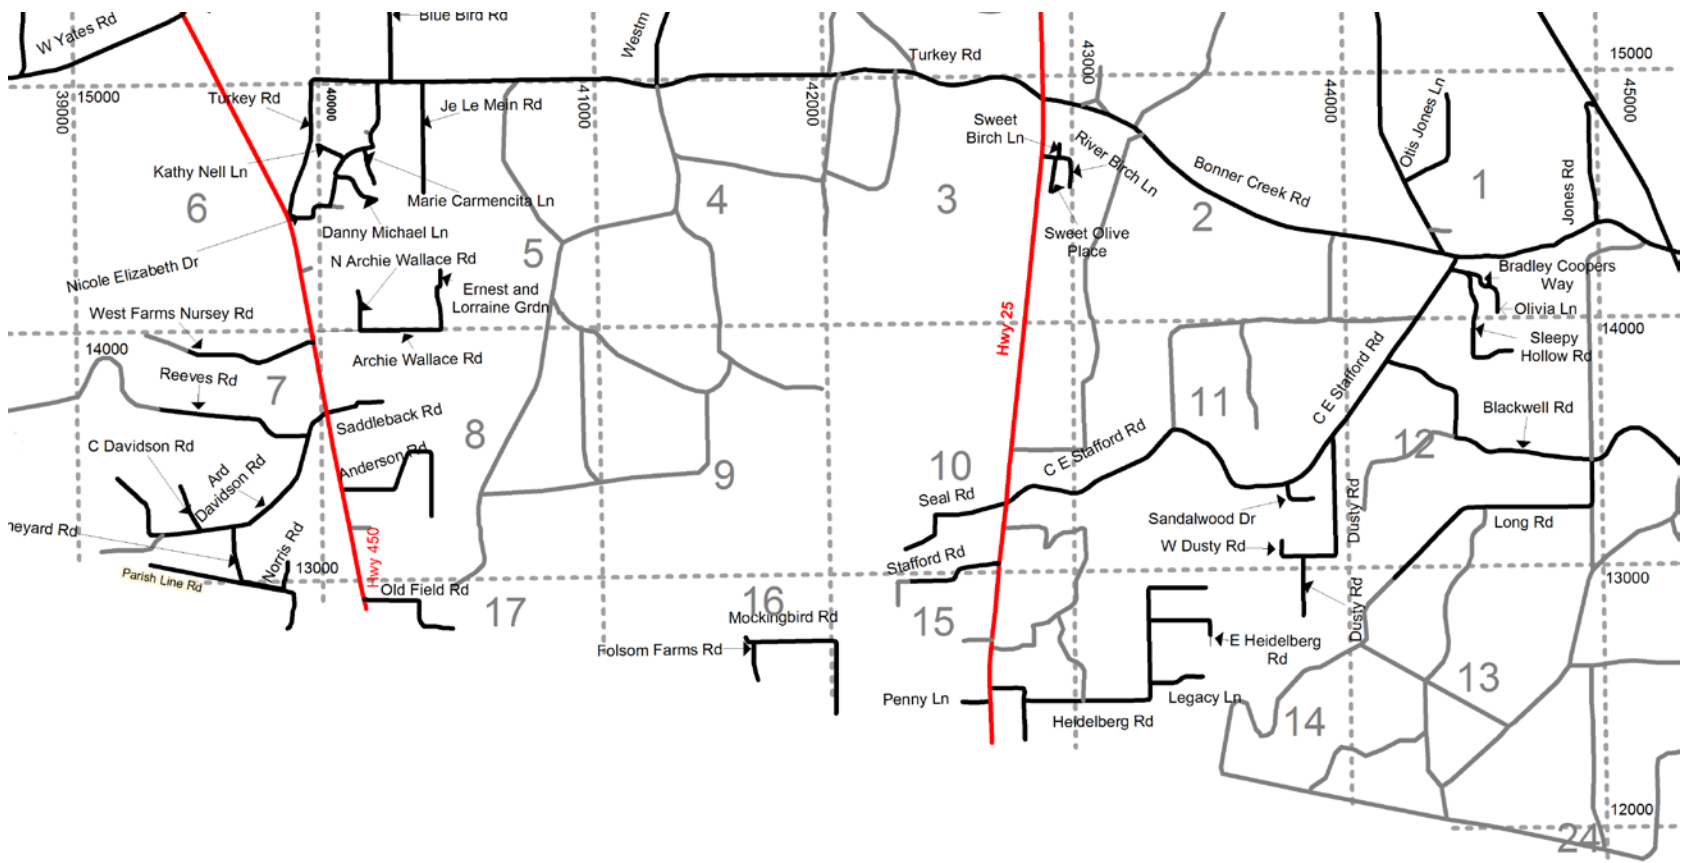 Blue Bird Rd
W Yates Rd
Westm
Turkey Rd
43000
15000
39000
15000
Turkey Rd
40000
Je Le Mein Rd
41000
42000
44000
45000
Sweet
Birch Ln
River Birch Ln
Otis Jones Ln
Kathy Nell Ln
Marie Carmencita Ln
Bonner Creek Rd
Jones Rd
6
4
3
2
1
Danny Michael Ln
Sweet Olive
Place
5
Nicole Elizabeth Dr
N Archie Wallace Rd
Ernest and
Lorraine Grdn
Bradley Coopers
Way
Olivia Ln
West Farms Nursey Rd
Archie Wallace Rd
Hwy 25
14000
Sleepy
Hollow Rd
14000
Reeves Rd
7
C E Stafford Rd
11
Blackwell Rd
Saddleback Rd
8
C Davidson Rd
Ard
Davidson Rd
Anderson Rd
9
10
C E Stafford Rd
12
Seal Rd
Sandalwood Dr
Dusty Rd
Long Rd
neyard Rd
Norris Rd
Hwy 450
W Dusty Rd
Stafford Rd
13000
Parish Line Rd
13000
Old Field Rd
17
16
Mockingbird Rd
15
Dusty Rd
Folsom Farms Rd
E Heidelberg
Rd
13
Penny Ln
Legacy Ln
Heidelberg Rd
14
12000
24